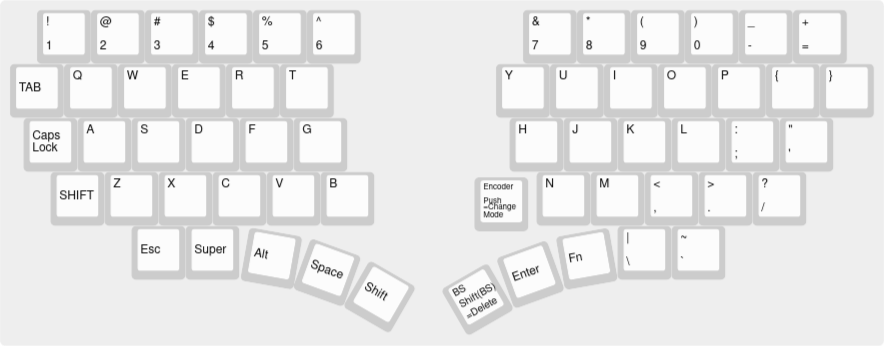 ! @ # $ % ^ & * ( ) _ +
1 2 3 4 5 6 7 8 9 0 - =
TAB Q W E R T Y U I O P { }
Caps Lock A S D F G H J K L : ; " '
SHIFT Z X C V B Encoder Push =Change Mode N M < , > . ? /
Esc Super Alt Space Shift BS Shift(BS) =Delete Enter Fn | \ ~ `